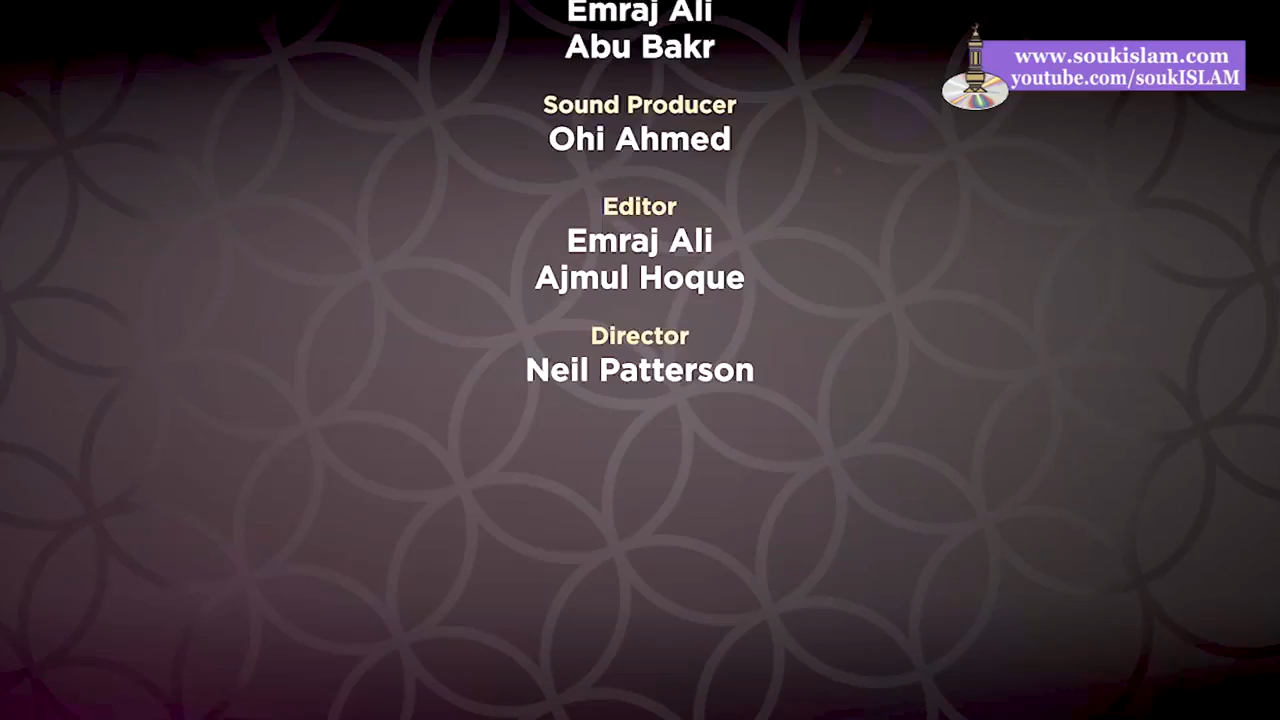 Emraj Ali
Abu Bakr
www.soukislam.com
youtube.com/soukISLAM
Sound Producer
Ohi Ahmed
Editor
Emraj Ali
Ajmul Hoque
Director
Neil Patterson